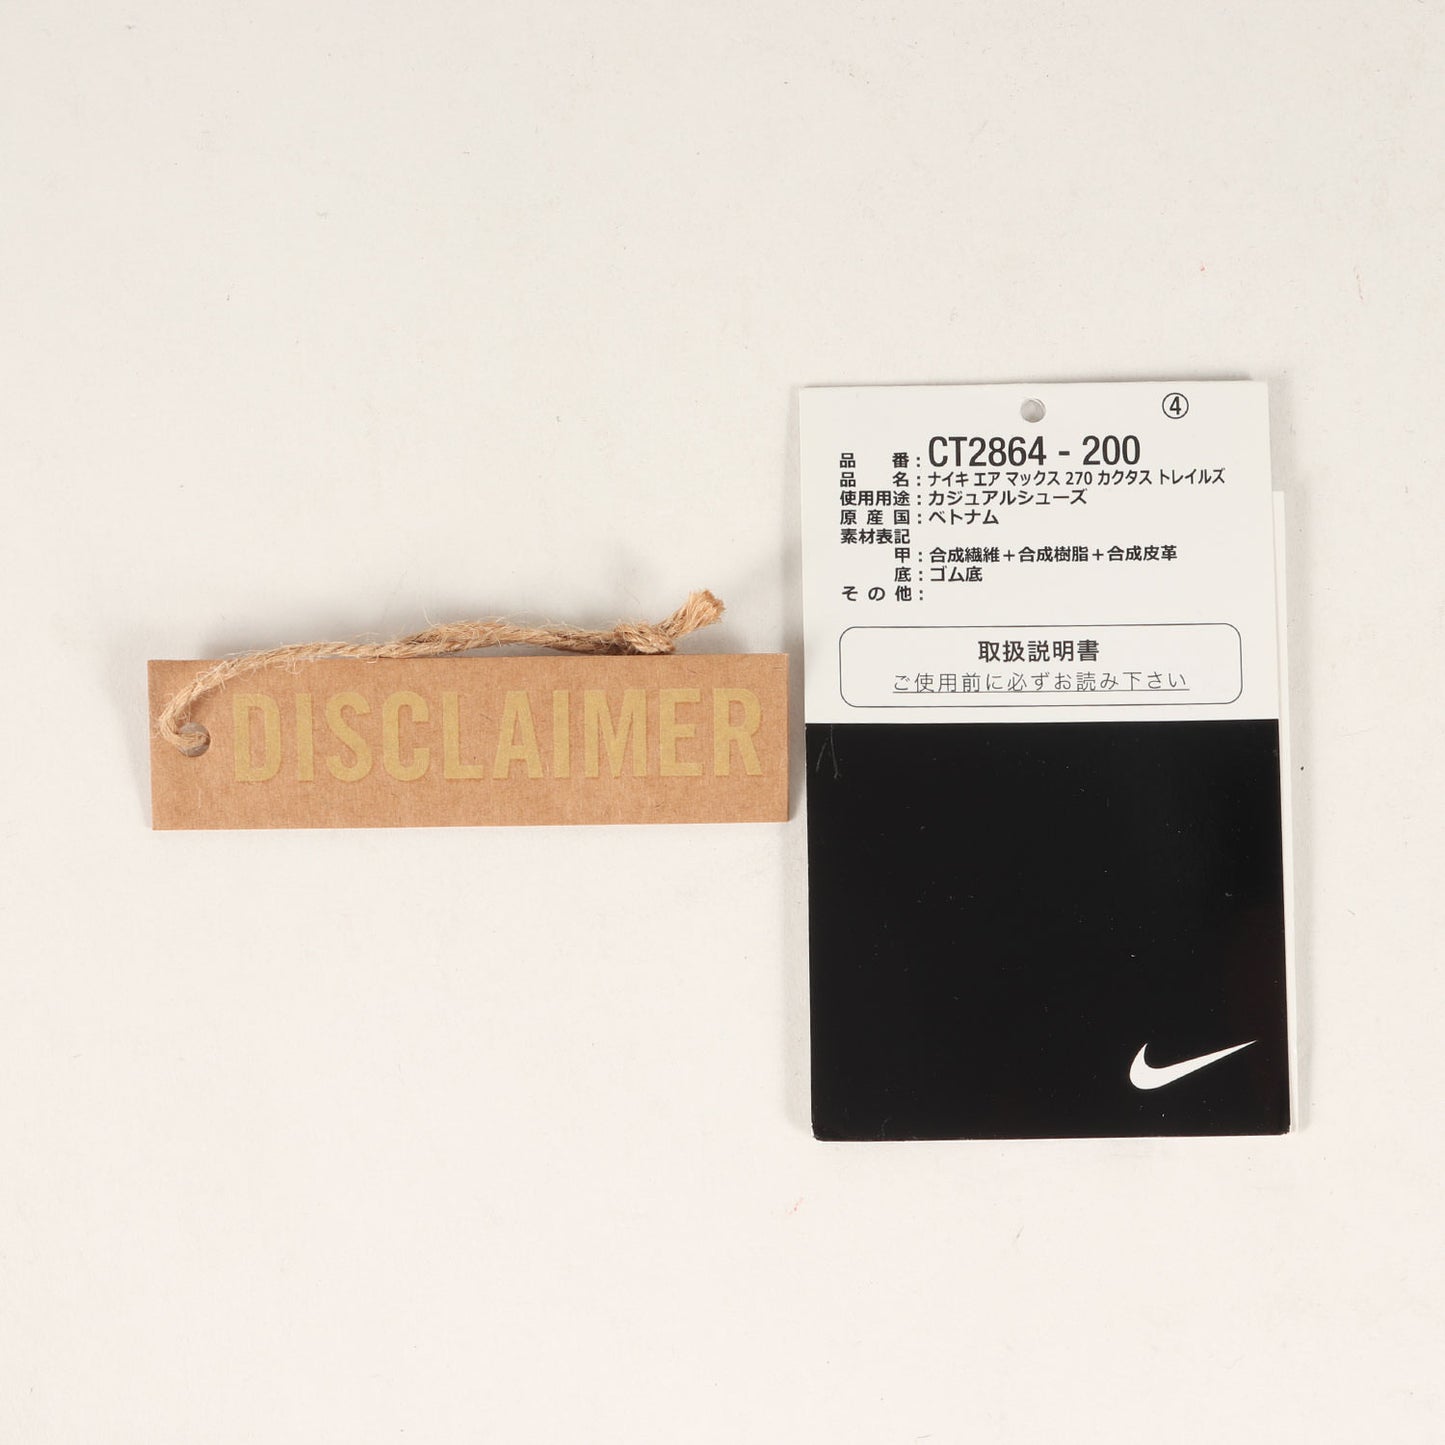 DISCLAIMER
④
品 番 : CT2864 - 200
品 名 : ナイキ エア マックス 270 カクタス トレイルズ
使用用途 : カジュアルシューズ
原 産 国 : ベトナム
素材表記
甲 : 合成繊維＋合成樹脂＋合成皮革
底 : ゴム底
そ の 他 :
取扱説明書
ご使用前に必ずお読み下さい